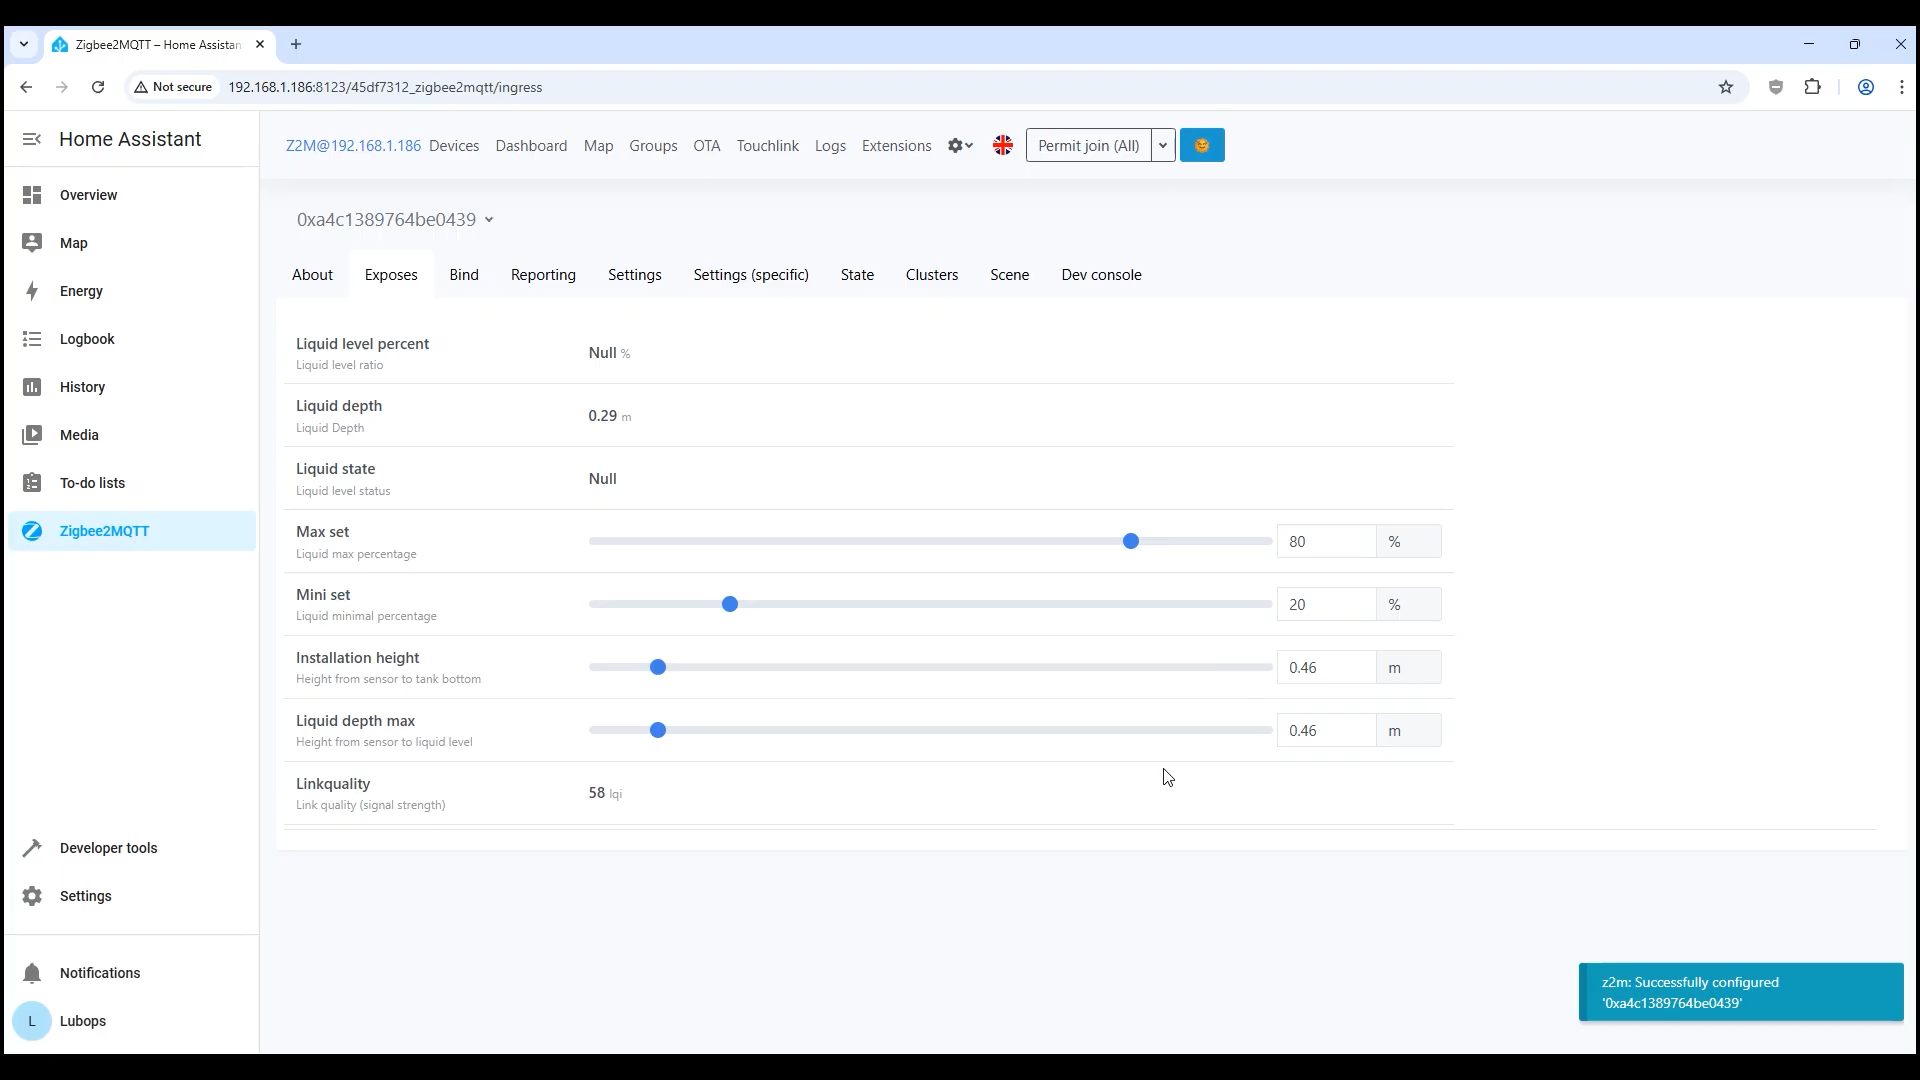 Zigbee2MQTT – Home Assistan
Not secure
192.168.1.186:8123/45df7312_zigbee2mqtt/ingress
Home Assistant
Overview
Map
Energy
Logbook
History
Media
To-do lists
Zigbee2MQTT
Developer tools
Settings
Notifications
L Lubops
Z2M@192.168.1.186 Devices Dashboard Map Groups OTA Touchlink Logs Extensions Permit join (All)
0xa4c1389764be0439
About Exposes Bind Reporting Settings Settings (specific) State Clusters Scene Dev console
Liquid level percent
Liquid level ratio
Null %
Liquid depth
Liquid Depth
0.29 m
Liquid state
Liquid level status
Null
Max set
Liquid max percentage
80 %
Mini set
Liquid minimal percentage
20 %
Installation height
Height from sensor to tank bottom
0.46 m
Liquid depth max
Height from sensor to liquid level
0.46 m
Linkquality
Link quality (signal strength)
58 lqi
z2m: Successfully configured
'0xa4c1389764be0439'